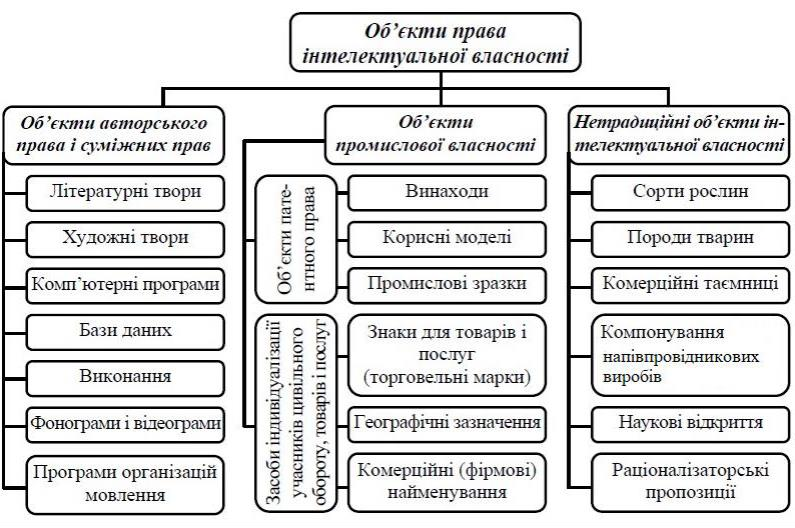 Об’єкти права
інтелектуальної власності
Об’єкти авторського
права і суміжних прав
Літературні твори
Художні твори
Комп’ютерні програми
Бази даних
Виконання
Фонограми і відеограми
Програми організацій
мовлення
Об’єкти
промислової власності
Об’єкти пате-
нтного права
Винаходи
Корисні моделі
Промислові зразки
Засоби індивідуалізації
учасників цивільного
обороту, товарів і послуг
Знаки для товарів і
послуг
(торговельні марки)
Географічні зазначення
Комерційні (фірмові)
найменування
Нетрадиційні об’єкти ін-
телектуальної власності
Сорти рослин
Породи тварин
Комерційні таємниці
Компонування
напівпровідникових
виробів
Наукові відкриття
Раціоналізаторські
пропозиції